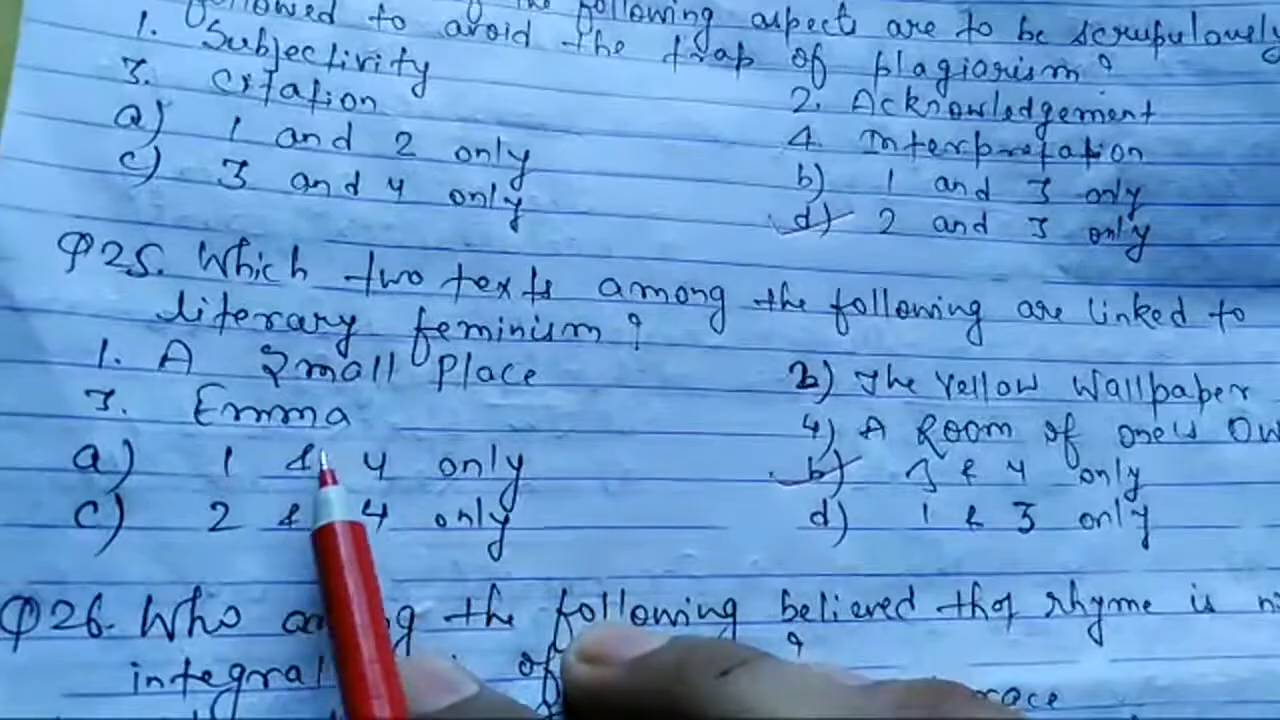 following aspect are to be scrupulously
to avoid the trap of plagiarism?
1. Subjectivity
2. Acknowledgement
3. Citation
4. Interpretation
a) 1 and 2 only
b) 1 and 3 only
c) 3 and 4 only
d) 2 and 3 only
Q25. Which two texts among the following are linked to
literary feminism?
1. A Small Place
2) The Yellow Wallpaper
3. Emma
4) A Room of one's
a) 1 & 4 only
b) 3 & 4 only
c) 2 & 4 only
d) 1 & 3 only
Q26. Who the following believed that rhyme is
of ?